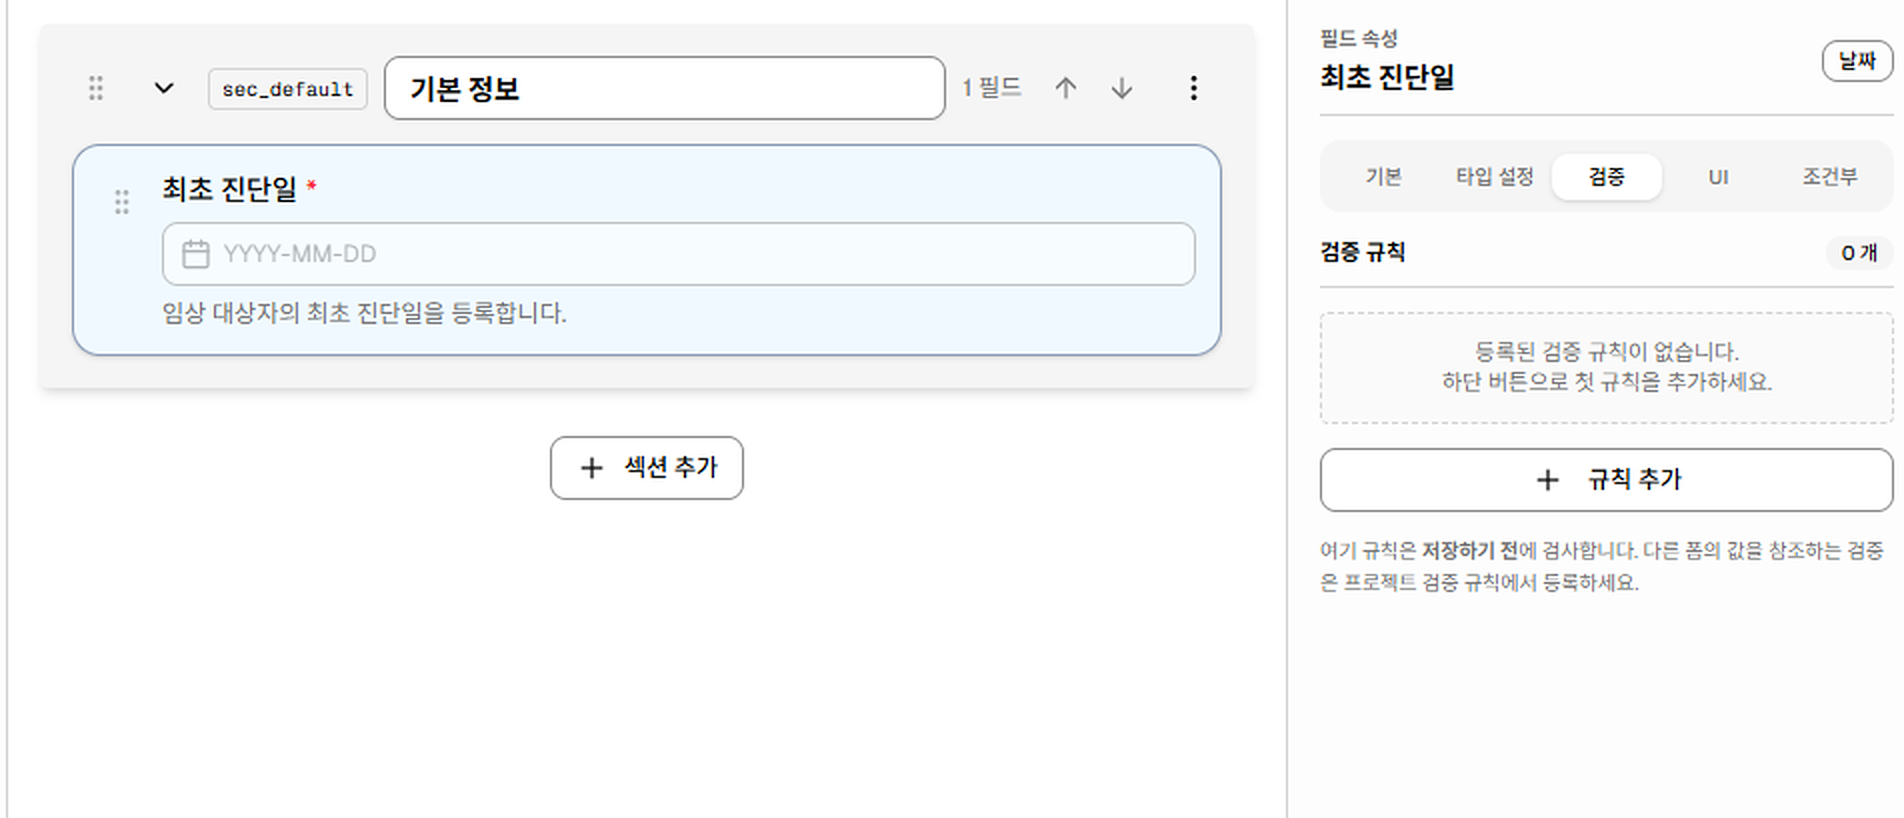 sec_default
기본 정보
1 필드
최초 진단일 *
YYYY-MM-DD
임상 대상자의 최초 진단일을 등록합니다.
섹션 추가
필드 속성
최초 진단일
날짜
기본
타입 설정
검증
UI
조건부
검증 규칙
0 개
등록된 검증 규칙이 없습니다.
하단 버튼으로 첫 규칙을 추가하세요.
규칙 추가
여기 규칙은 저장하기 전에 검사합니다. 다른 폼의 값을 참조하는 검증
은 프로젝트 검증 규칙에서 등록하세요.